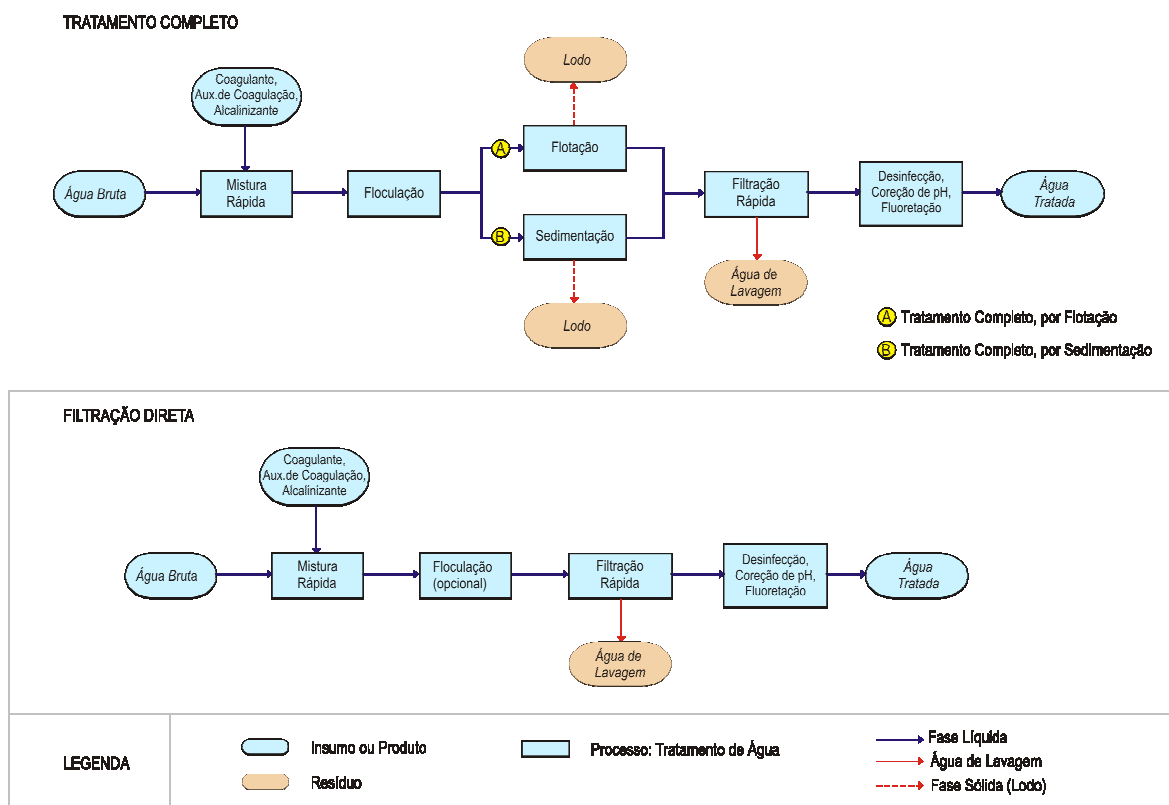 TRATAMENTO COMPLETO
Lodo
Coagulante,
Aux.de Coagulação,
Alcalinizante
A
Flotação
Água Bruta
Mistura
Rápida
Floculação
Filtração
Rápida
Desinfecção,
Coreção de pH,
Fluoretação
Água
Tratada
B
Sedimentação
Água de
Lavagem
Lodo
A Tratamento Completo, por Flotação
B Tratamento Completo, por Sedimentação
FILTRAÇÃO DIRETA
Coagulante,
Aux.de Coagulação,
Alcalinizante
Água Bruta
Mistura
Rápida
Floculação
(opcional)
Filtração
Rápida
Desinfecção,
Coreção de pH,
Fluoretação
Água
Tratada
Água de
Lavagem
LEGENDA
Insumo ou Produto
Resíduo
Processo: Tratamento de Água
Fase Líquida
Água de Lavagem
Fase Sólida (Lodo)